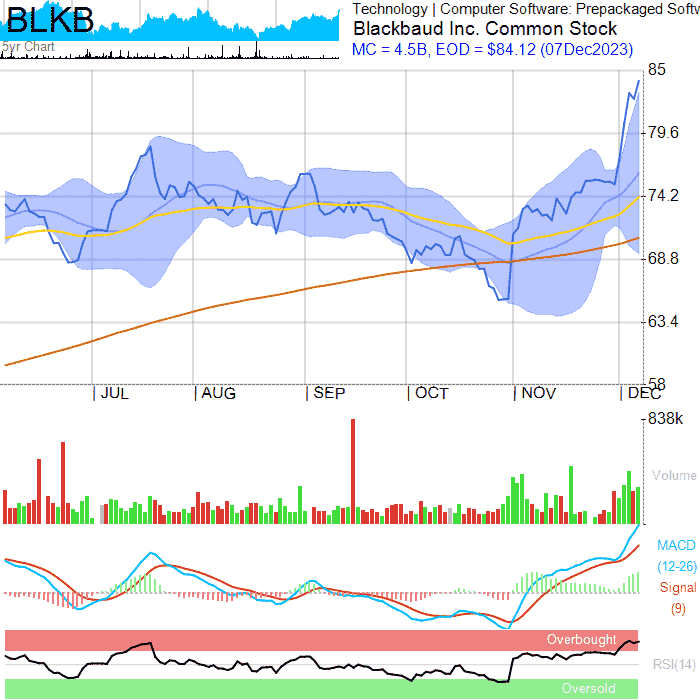 BLKB
5yr Chart
Technology | Computer Software: Prepackaged Softw
Blackbaud Inc. Common Stock
MC = 4.5B, EOD = $84.12 (07Dec2023)
85
79.6
74.2
68.8
63.4
58
JUL AUG SEP OCT NOV DEC
838k
Volume
MACD
(12-26)
Signal
(9)
Overbought
RSI(14)
Oversold